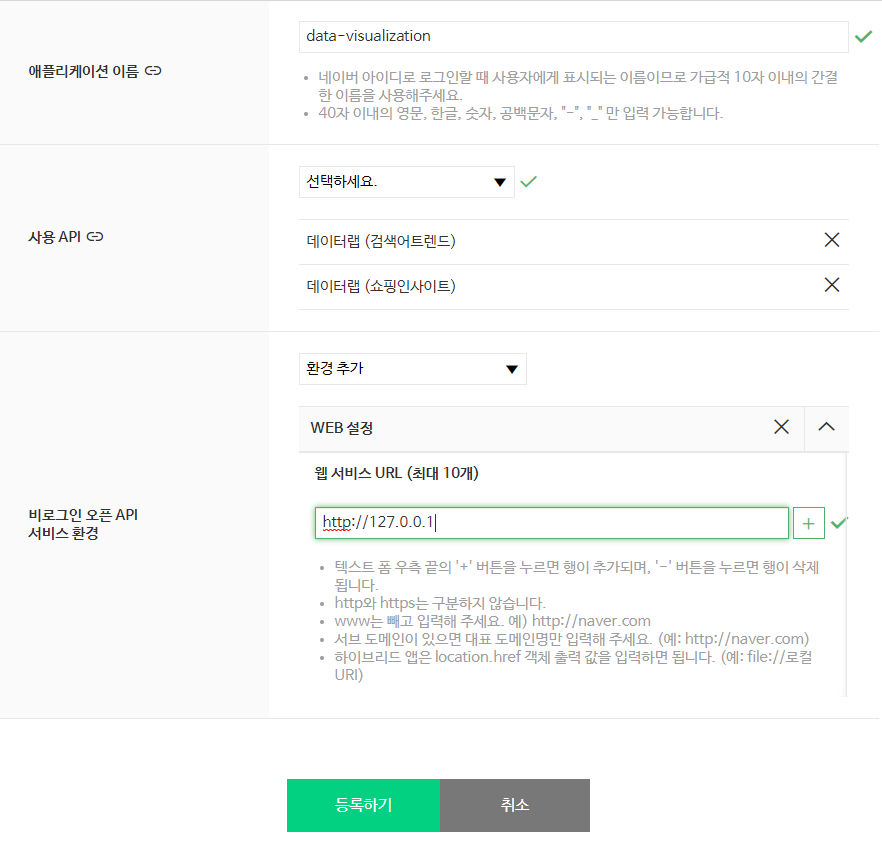 애플리케이션 이름
data-visualization
네이버 아이디로 로그인할 때 사용자에게 표시되는 이름이므로 가급적 10자 이내의 간결
한 이름을 사용해주세요.
40자 이내의 영문, 한글, 숫자, 공백문자, "-", "_" 만 입력 가능합니다.
사용 API
선택하세요.
데이터랩 (검색어트렌드)
데이터랩 (쇼핑인사이트)
비로그인 오픈 API
서비스 환경
환경 추가
WEB 설정
웹 서비스 URL (최대 10개)
http://127.0.0.1
텍스트 폼 우측 끝의 '+' 버튼을 누르면 행이 추가되며, '-' 버튼을 누르면 행이 삭제
됩니다.
http와 https는 구분하지 않습니다.
www는 빼고 입력해 주세요. 예) http://naver.com
서브 도메인이 있으면 대표 도메인명만 입력해 주세요. (예: http://naver.com)
하이브리드 앱은 location.href 객체 출력 값을 입력하면 됩니다. (예: file://로컬
URI)
등록하기
취소